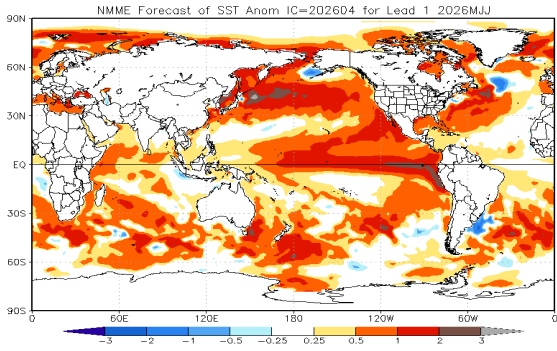 NMME Forecast of SST Anom IC=202604 for Lead 1 2026MJJ
90N
60N
30N
EQ
30S
60S
90S
0 60E 120E 180 120W 60W 0
-3 -2 -1 -0.5 -0.25 0.25 0.5 1 2 3